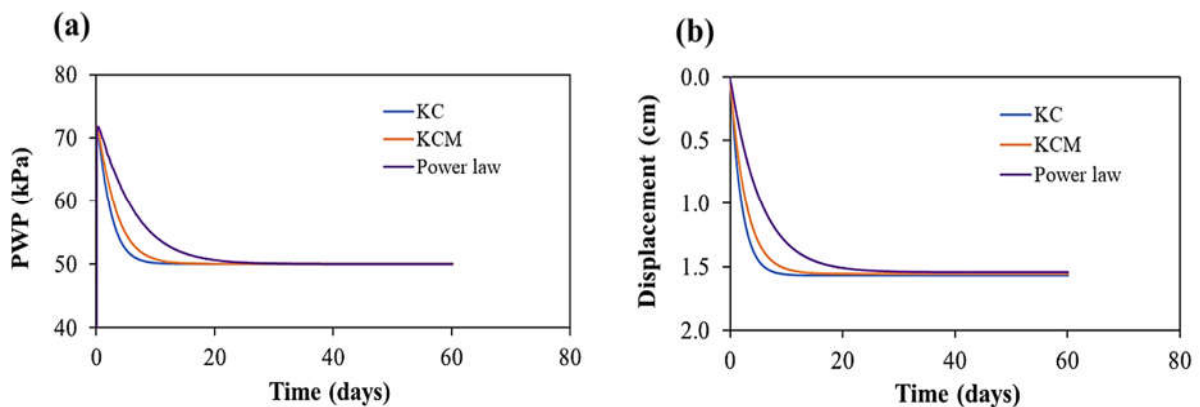 (a)
80
70
60
50
40
PWP (kPa)
KC
KCM
Power law
0
20
40
60
80
Time (days)
(b)
0.0
0.5
1.0
1.5
2.0
Displacement (cm)
KC
KCM
Power law
0
20
40
60
80
Time (days)